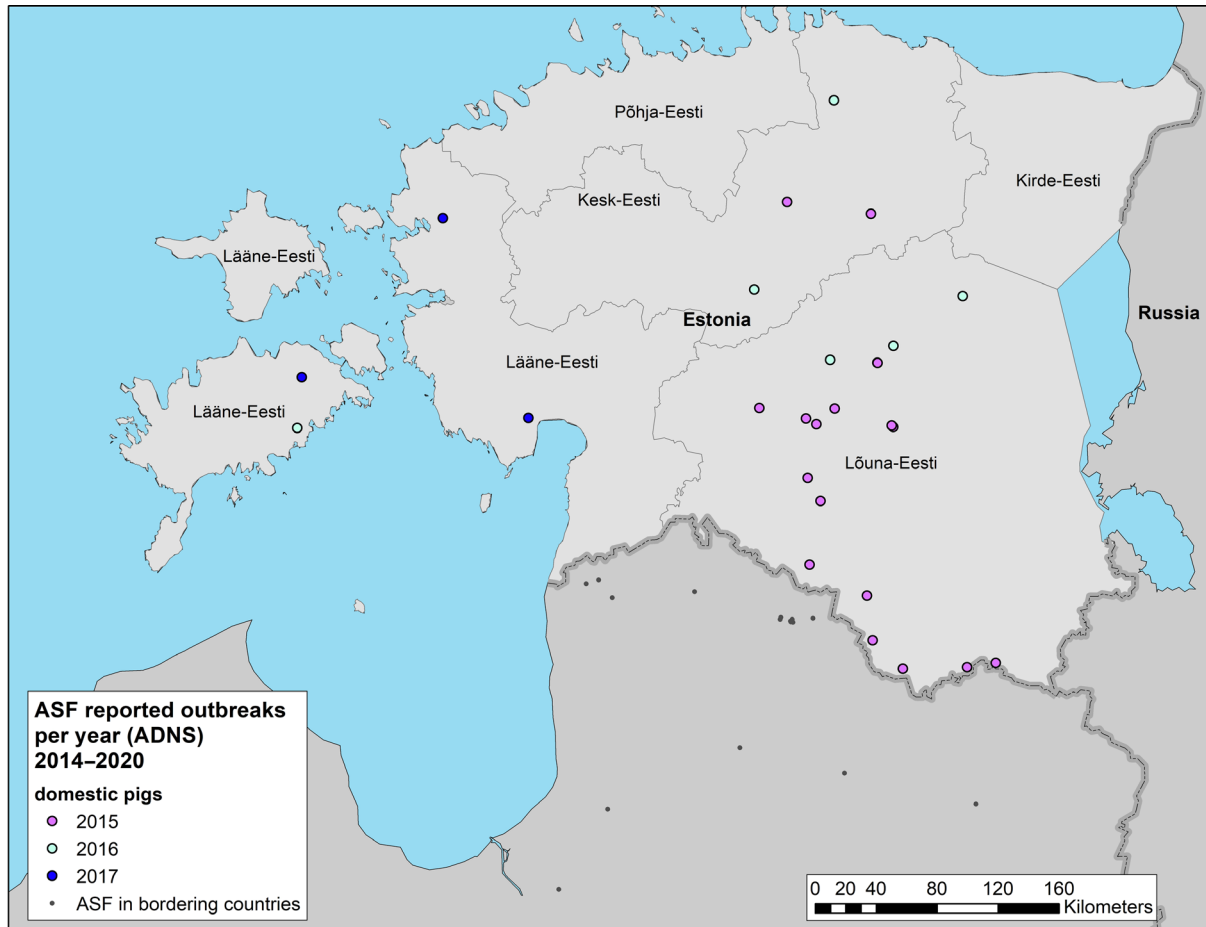 Põhja-Eesti
Kirde-Eesti
Kesk-Eesti
Lääne-Eesti
Estonia
Russia
Lääne-Eesti
Lääne-Eesti
Lõuna-Eesti
ASF reported outbreaks
per year (ADNS)
2014–2020
domestic pigs
2015
2016
2017
ASF in bordering countries
0 20 40 80 120 160
Kilometers